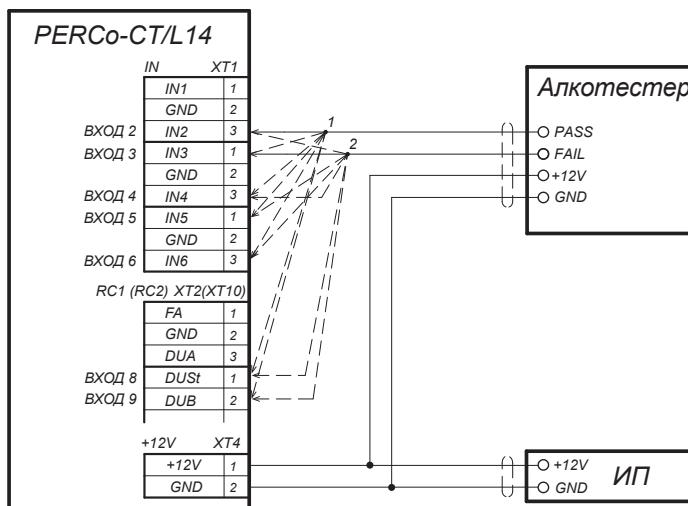 PERCo-CT/L14
IN XT1
IN1 1
GND 2
ВХОД 2 IN2 3
ВХОД 3 IN3 1
GND 2
ВХОД 4 IN4 3
ВХОД 5 IN5 1
GND 2
ВХОД 6 IN6 3
RC1 (RC2) XT2(XT10)
FA 1
GND 2
DUA 3
ВХОД 8 DUSt 1
ВХОД 9 DUB 2
+12V XT4
+12V 1
GND 2
1
2
Алкотестер
PASS
FAIL
+12V
GND
+12V
GND
ИП